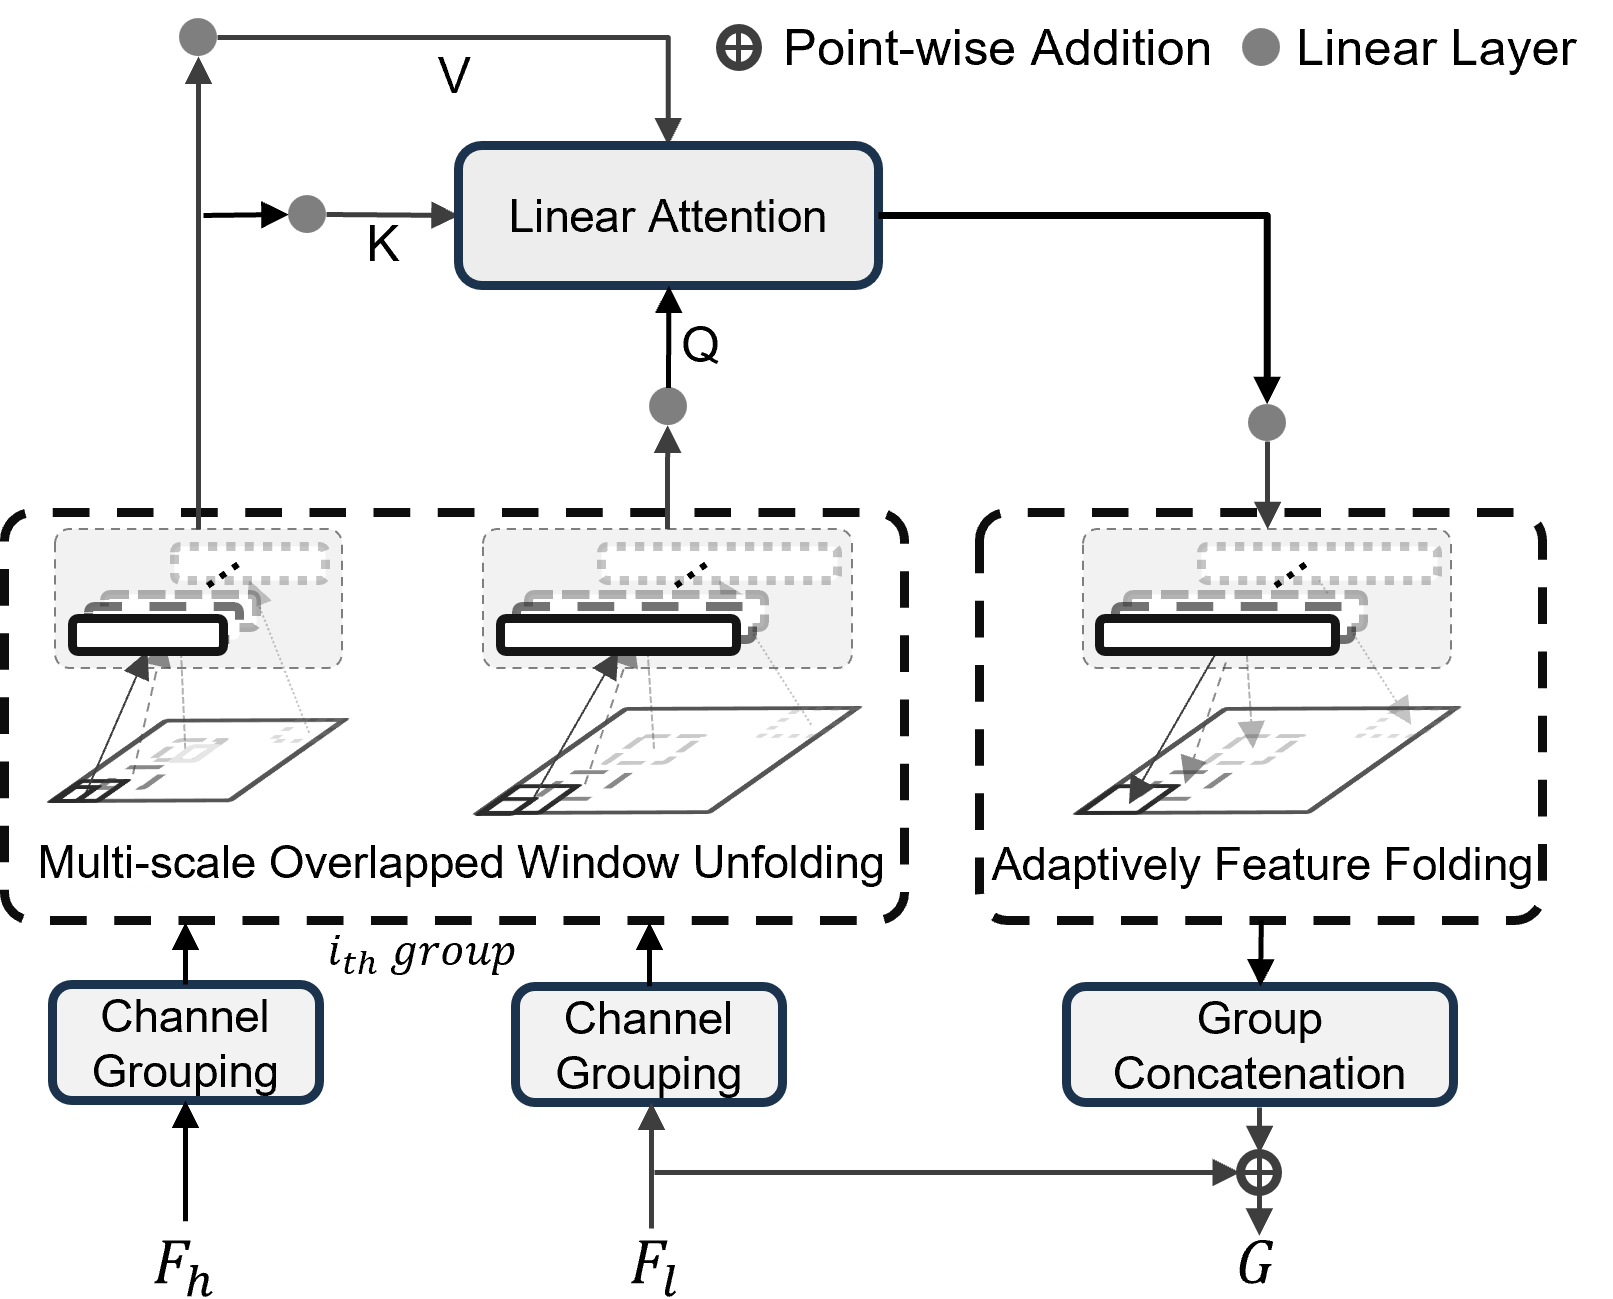 Point-wise Addition
Linear Layer
V
Linear Attention
K
Q
Multi-scale Overlapped Window Unfolding
Adaptively Feature Folding
i_{th} group
Channel
Grouping
Channel
Grouping
Group
Concatenation
F_h
F_l
G